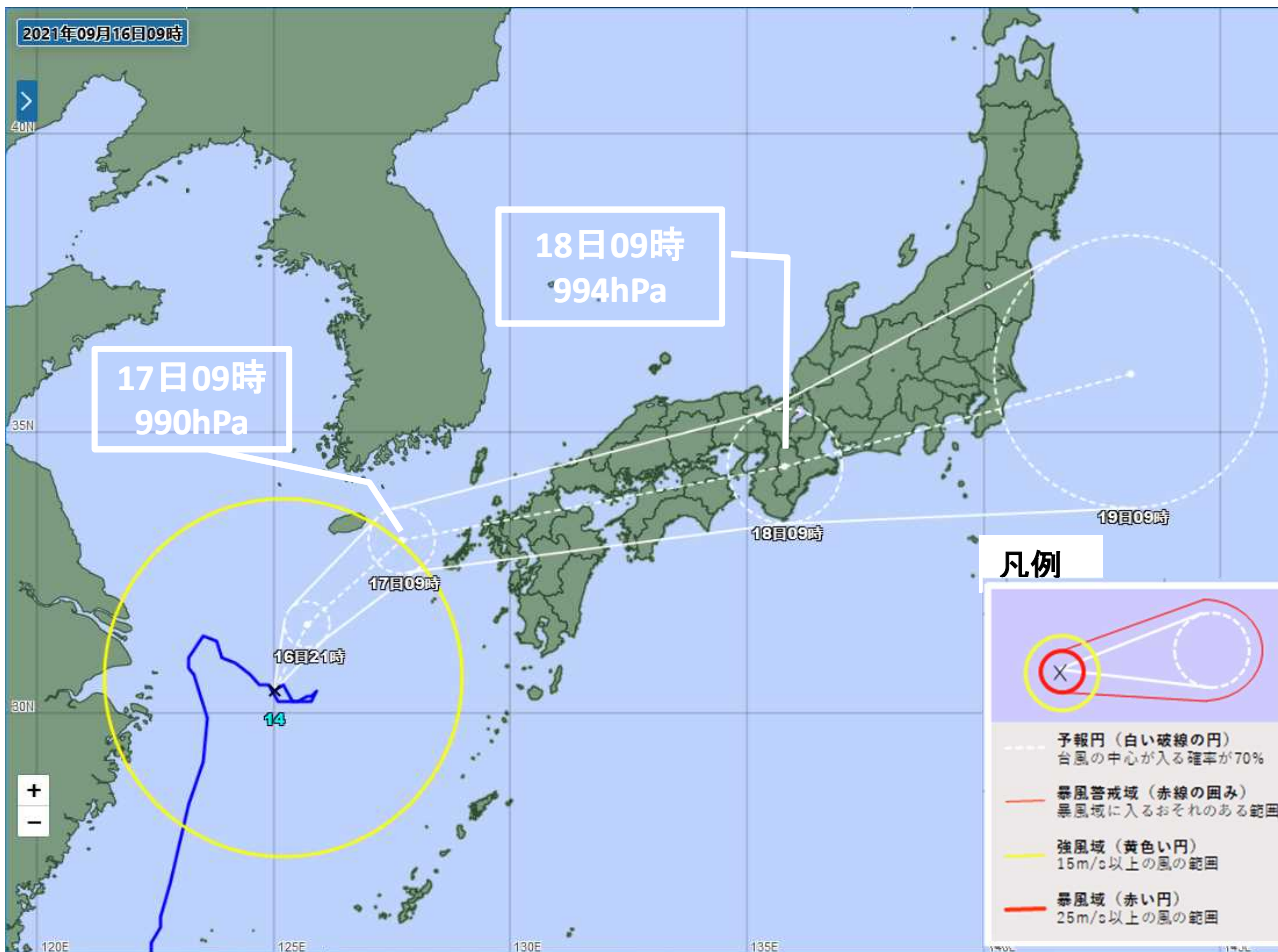 2021年09月16日09時
>
40N
18日09時
994hPa
17日09時
990hPa
35N
18日09時
19日09時
17日09時
16日21時
14
30N
+
−
凡例
予報円（白い破線の円）
台風の中心が入る確率が70%
暴風警戒域（赤線の囲み）
暴風域に入るおそれのある範囲
強風域（黄色い円）
15m/s以上の風の範囲
暴風域（赤い円）
25m/s以上の風の範囲
120E
125E
130E
135E
140E
145E